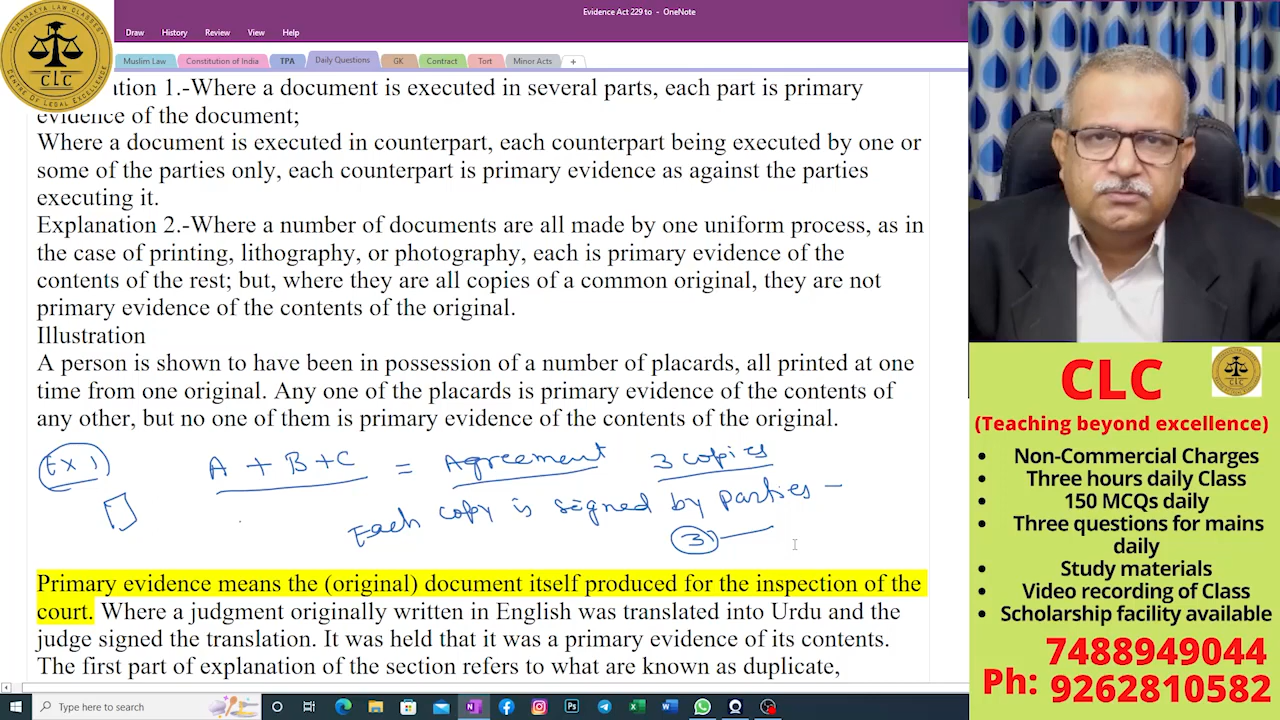 Evidence Act 229 to - OneNote
Draw History Review View Help
Muslim Law Constitution of India TPA Daily Questions GK Contract Tort Minor Acts +
CHANAKYA LAW CLASSES
CLC
CENTRE OF LEGAL EXCELLENCE
ation 1.-Where a document is executed in several parts, each part is primary
evidence of the document;
Where a document is executed in counterpart, each counterpart being executed by one or
some of the parties only, each counterpart is primary evidence as against the parties
executing it.
Explanation 2.-Where a number of documents are all made by one uniform process, as in
the case of printing, lithography, or photography, each is primary evidence of the
contents of the rest; but, where they are all copies of a common original, they are not
primary evidence of the contents of the original.
Illustration
A person is shown to have been in possession of a number of placards, all printed at one
time from one original. Any one of the placards is primary evidence of the contents of
any other, but no one of them is primary evidence of the contents of the original.
Ex 1 A + B + C = Agreement 3 copies
Each copy is signed by parties -
3
Primary evidence means the (original) document itself produced for the inspection of the
court. Where a judgment originally written in English was translated into Urdu and the
judge signed the translation. It was held that it was a primary evidence of its contents.
The first part of explanation of the section refers to what are known as duplicate,
Type here to search
CLC
(Teaching beyond excellence)
• Non-Commercial Charges
• Three hours daily Class
• 150 MCQs daily
• Three questions for mains
daily
• Study materials
• Video recording of Class
• Scholarship facility available
Ph: 7488949044
9262810582